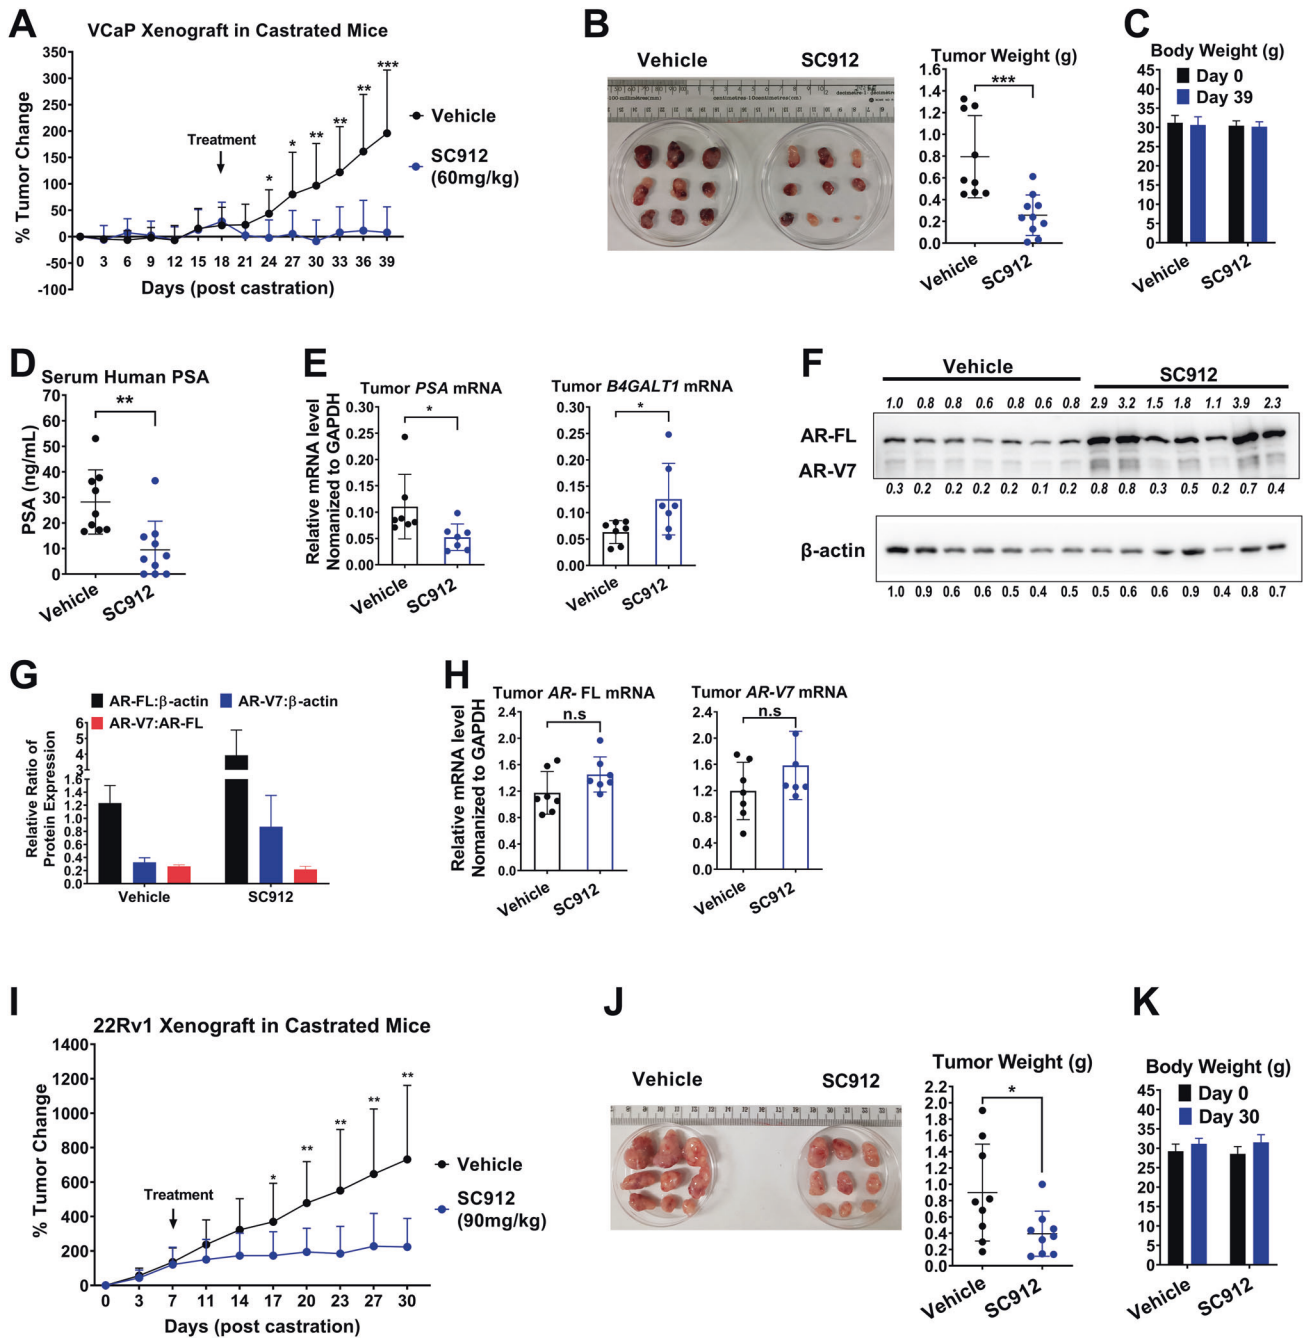 A
VCaP Xenograft in Castrated Mice
% Tumor Change
350
300
250
200
150
100
50
0
-50
-100
Treatment
*
*
**
**
**
***
Vehicle
SC912
(60mg/kg)
0 3 6 9 12 15 18 21 24 27 30 33 36 39
Days (post castration)
B
Vehicle SC912
Tumor Weight (g)
1.6
1.4
1.2
1.0
0.8
0.6
0.4
0.2
0.0
***
Vehicle SC912
C
Body Weight (g)
45
40
35
30
25
20
15
10
5
0
Day 0
Day 39
Vehicle SC912
D
Serum Human PSA
PSA (ng/mL)
70
60
50
40
30
20
10
0
**
Vehicle SC912
E
Relative mRNA level
Nomanized to GAPDH
Tumor PSA mRNA
0.30
0.25
0.20
0.15
0.10
0.05
0.00
*
Vehicle SC912
Tumor B4GALT1 mRNA
0.30
0.25
0.20
0.15
0.10
0.05
0.00
*
Vehicle SC912
F
Vehicle SC912
1.0 0.8 0.8 0.6 0.8 0.6 0.8 2.9 3.2 1.5 1.8 1.1 3.9 2.3
AR-FL
AR-V7
0.3 0.2 0.2 0.2 0.2 0.1 0.2 0.8 0.8 0.3 0.5 0.2 0.7 0.4
β-actin
1.0 0.9 0.6 0.6 0.5 0.4 0.5 0.5 0.6 0.6 0.9 0.4 0.8 0.7
G
AR-FL:β-actin AR-V7:β-actin
AR-V7:AR-FL
Relative Ratio of
Protein Expression
6
5
4
3
1.6
1.4
1.2
1.0
0.8
0.6
0.4
0.2
0.0
Vehicle SC912
H
Relative mRNA level
Nomanized to GAPDH
Tumor AR- FL mRNA
2.4
2.0
1.6
1.2
0.8
0.4
0.0
n.s
Vehicle SC912
Tumor AR-V7 mRNA
2.4
2.0
1.6
1.2
0.8
0.4
0.0
n.s
Vehicle SC912
I
22Rv1 Xenograft in Castrated Mice
% Tumor Change
1400
1200
1000
800
600
400
200
0
Treatment
*
**
**
**
**
Vehicle
SC912
(90mg/kg)
0 3 7 11 14 17 20 23 27 30
Days (post castration)
J
Vehicle SC912
Tumor Weight (g)
2.2
2.0
1.8
1.6
1.4
1.2
1.0
0.8
0.6
0.4
0.2
0.0
*
Vehicle SC912
K
Body Weight (g)
45
40
35
30
25
20
15
10
5
0
Day 0
Day 30
Vehicle SC912